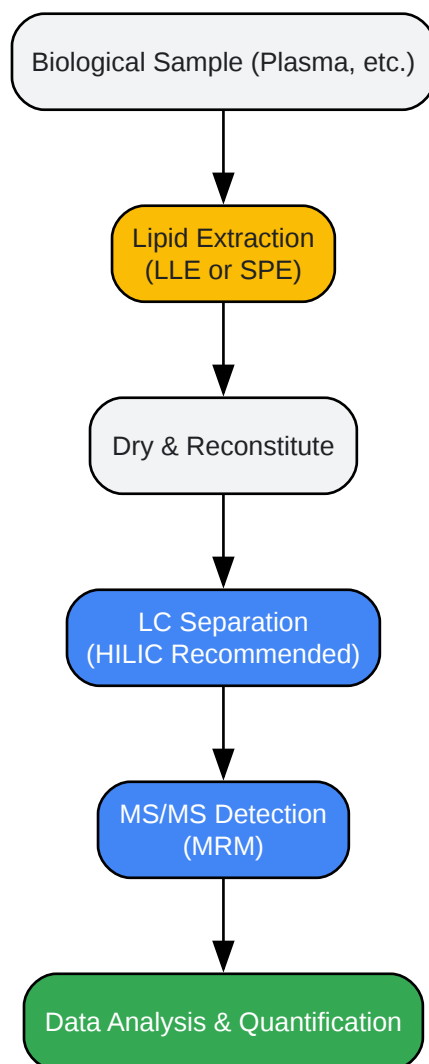 Biological Sample (Plasma, etc.)
Lipid Extraction
(LLE or SPE)
Dry & Reconstitute
LC Separation
(HILIC Recommended)
MS/MS Detection
(MRM)
Data Analysis & Quantification